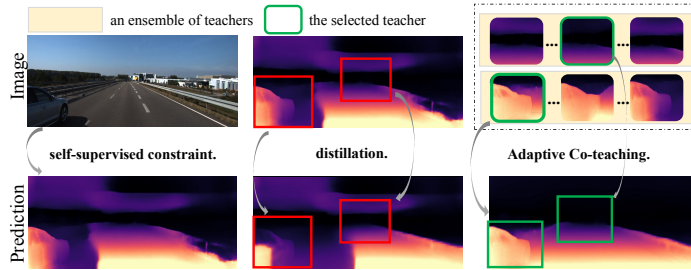 an ensemble of teachers
the selected teacher
Image
self-supervised constraint.
distillation.
Adaptive Co-teaching.
Prediction